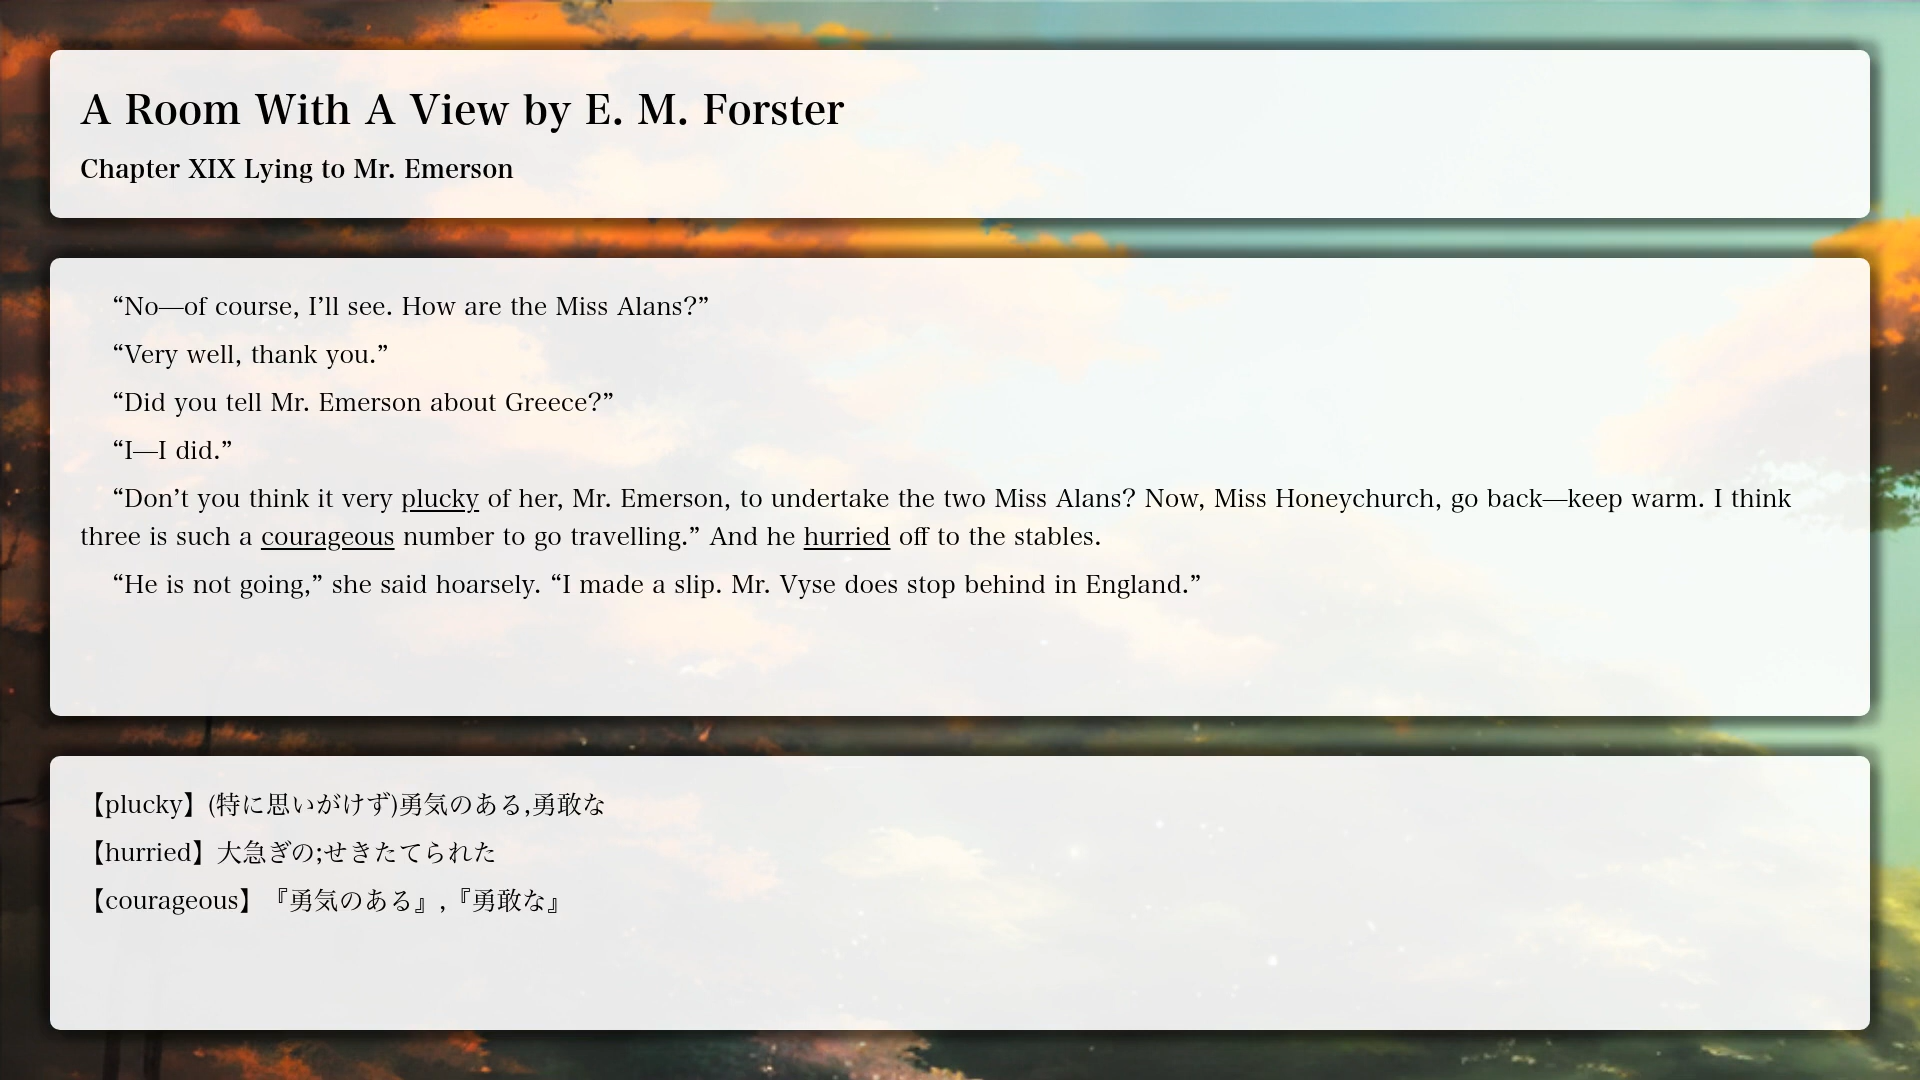 A Room With A View by E. M. Forster
Chapter XIX Lying to Mr. Emerson
“No—of course, I’ll see. How are the Miss Alans?”
“Very well, thank you.”
“Did you tell Mr. Emerson about Greece?”
“I—I did.”
“Don’t you think it very plucky of her, Mr. Emerson, to undertake the two Miss Alans? Now, Miss Honeychurch, go back—keep warm. I think
three is such a courageous number to go travelling.” And he hurried off to the stables.
“He is not going,” she said hoarsely. “I made a slip. Mr. Vyse does stop behind in England.”
【plucky】(特に思いがけず)勇気のある,勇敢な
【hurried】大急ぎの;せきたてられた
【courageous】『勇気のある』,『勇敢な』